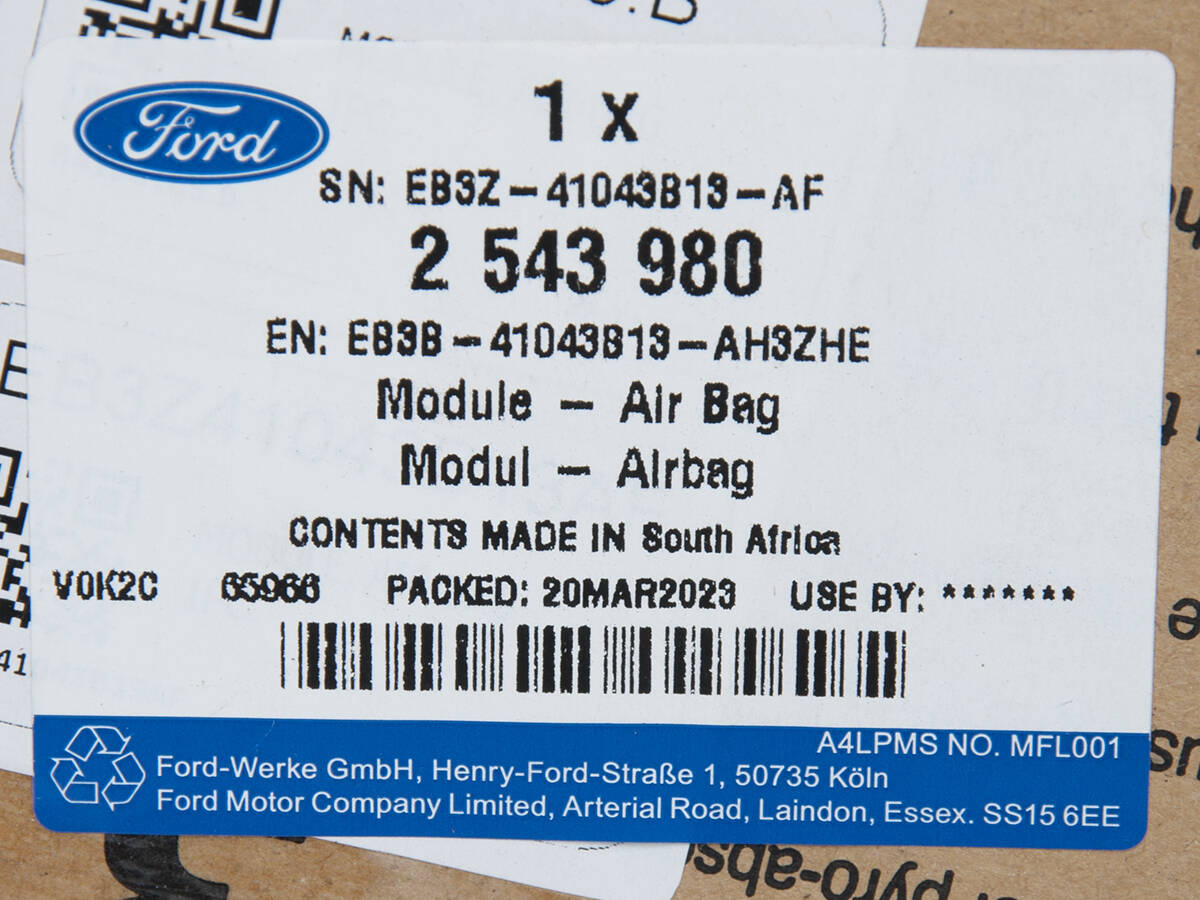 Ford
1 x
SN: EB3Z-41043B13-AF
2 543 980
EN: EB3B-41043B13-AH3ZHE
Module - Air Bag
Modul - Airbag
CONTENTS MADE IN South Africa
V0K2C 65966 PACKED: 20MAR2023 USE BY: *******
A4LPMS NO. MFL001
Ford-Werke GmbH, Henry-Ford-Straße 1, 50735 Köln
Ford Motor Company Limited, Arterial Road, Laindon, Essex. SS15 6EE